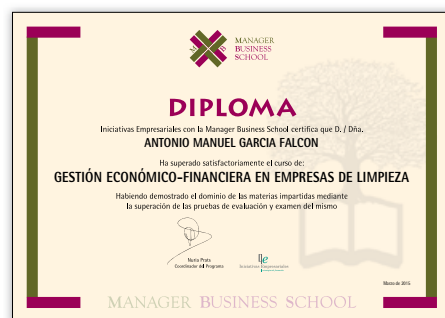 MANAGER
BUSINESS
SCHOOL
M
B
DIPLOMA
Iniciativas Empresariales con la Manager Business School certifica que D. / Dña.
ANTONIO MANUEL GARCIA FALCON
Ha superado satisfactoriamente el curso de:
GESTIÓN ECONÓMICO-FINANCIERA EN EMPRESAS DE LIMPIEZA
Habiendo demostrado el dominio de las materias impartidas mediante
la superación de las pruebas de evaluación y examen del mismo
Nuria Prats
Coordinador del Programa
Iniciativas Empresariales
Marzo de 2015
MANAGER BUSINESS SCHOOL